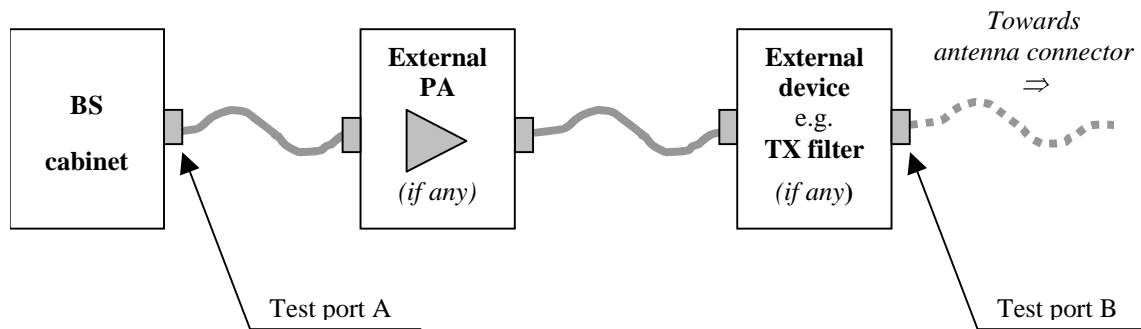 BS
cabinet
External
PA
(if any)
External
device
e.g.
TX filter
(if any)
Towards
antenna connector
⇒
Test port A
Test port B